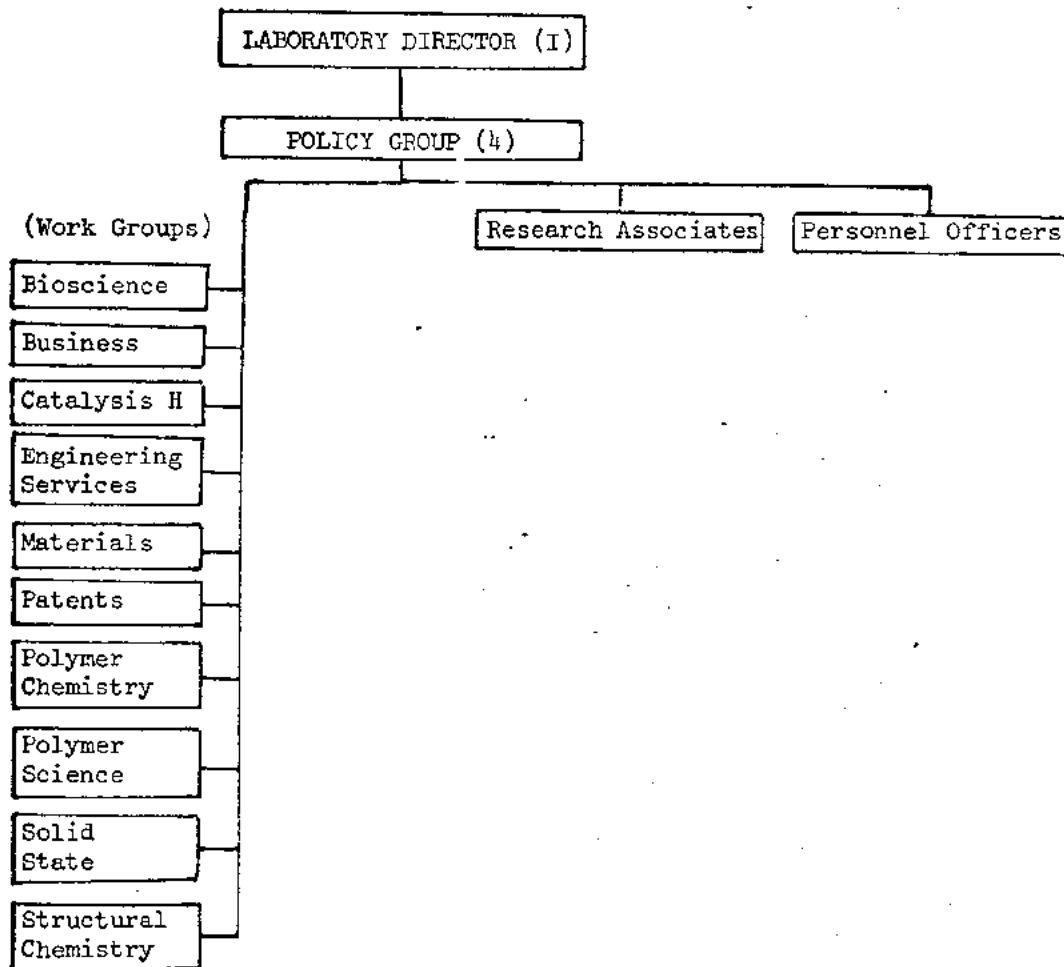 LABORATORY DIRECTOR (I)
POLICY GROUP (4)
(Work Groups)
Research Associates
Personnel Officers
Bioscience
Business
Catalysis H
Engineering
Services
Materials
Patents
Polymer
Chemistry
Polymer
Science
Solid
State
Structural
Chemistry